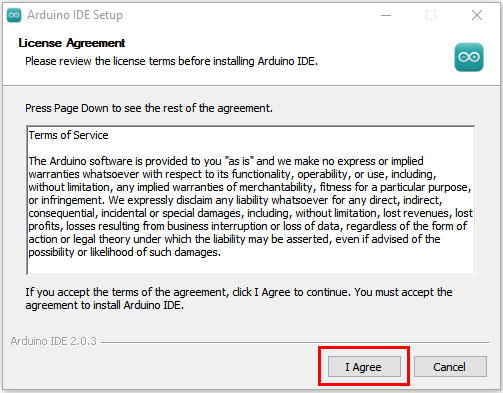 Arduino IDE Setup
License Agreement
Please review the license terms before installing Arduino IDE.
Press Page Down to see the rest of the agreement.
Terms of Service
The Arduino software is provided to you "as is" and we make no express or implied
warranties whatsoever with respect to its functionality, operability, or use, including,
without limitation, any implied warranties of merchantability, fitness for a particular purpose,
or infringement. We expressly disclaim any liability whatsoever for any direct, indirect,
consequential, incidental or special damages, including, without limitation, lost revenues, lost
profits, losses resulting from business interruption or loss of data, regardless of the form of
action or legal theory under which the liability may be asserted, even if advised of the
possibility or likelihood of such damages.
If you accept the terms of the agreement, click I Agree to continue. You must accept the
agreement to install Arduino IDE.
Arduino IDE 2.0.3
I Agree
Cancel